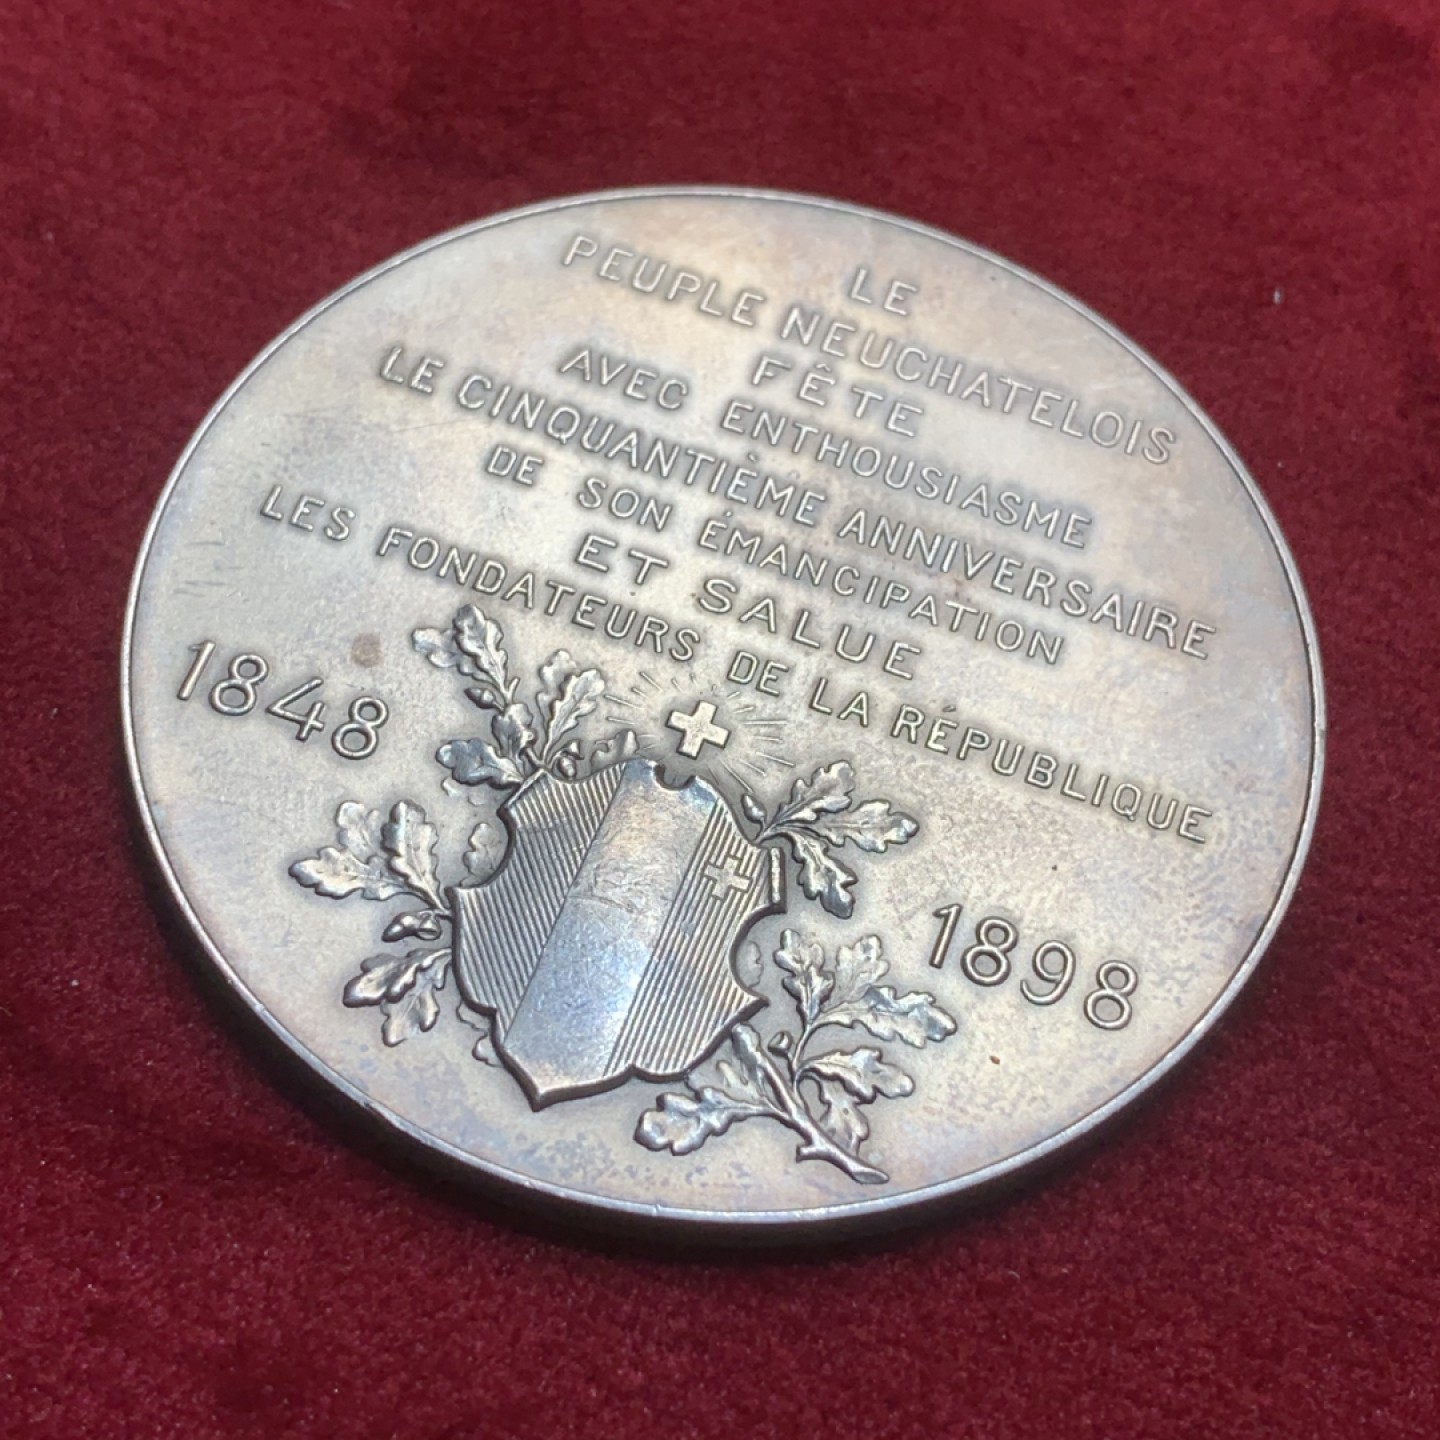 LE
PEUPLE NEUCHATELOIS
FÊTE
AVEC ENTHOUSIASME
LE CINQUANTIÈME ANNIVERSAIRE
DE SON ÉMANCIPATION
ET SALUE
LES FONDATEURS DE LA RÉPUBLIQUE
1848
1898